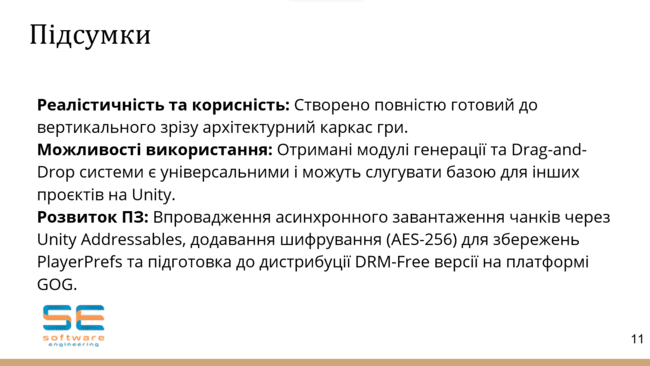 Підсумки
Реалістичність та корисність: Створено повністю готовий до
вертикального зрізу архітектурний каркас гри.
Можливості використання: Отримані модулі генерації та Drag-and-
Drop системи є універсальними і можуть слугувати базою для інших
проєктів на Unity.
Розвиток ПЗ: Впровадження асинхронного завантаження чанків через
Unity Addressables, додавання шифрування (AES-256) для збережень
PlayerPrefs та підготовка до дистрибуції DRM-Free версії на платформі
GOG.
SE
software
engineering
11